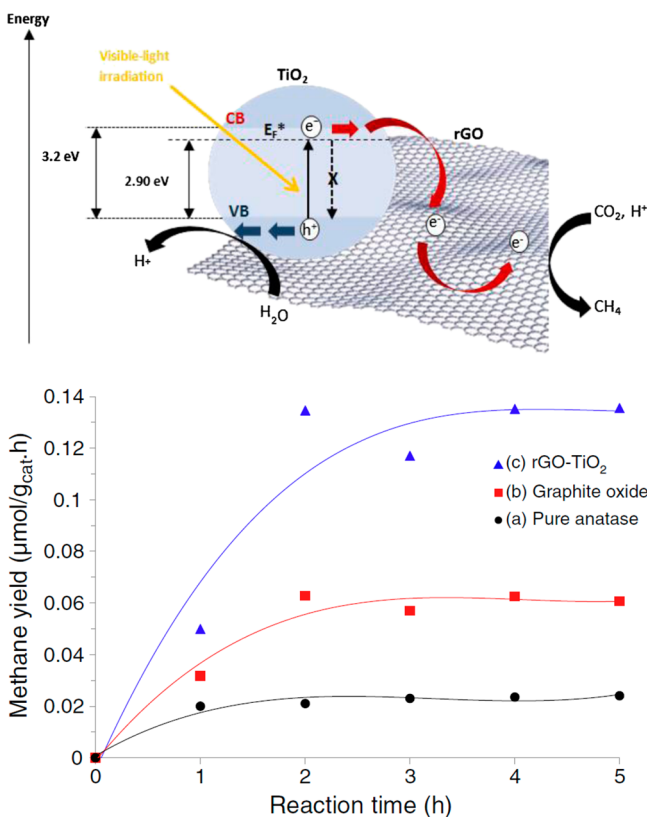 Energy
Visible-light
irradiation
TiO₂
CB
E_F*
e⁻
rGO
3.2 eV
2.90 eV
X
VB
h⁺
e⁻
e⁻
CO₂, H⁺
H+
H₂O
CH₄
Methane yield (µmol/g_cat·h)
0.14
0.12
0.1
0.08
0.06
0.04
0.02
0
(c) rGO-TiO₂
(b) Graphite oxide
(a) Pure anatase
0 1 2 3 4 5
Reaction time (h)